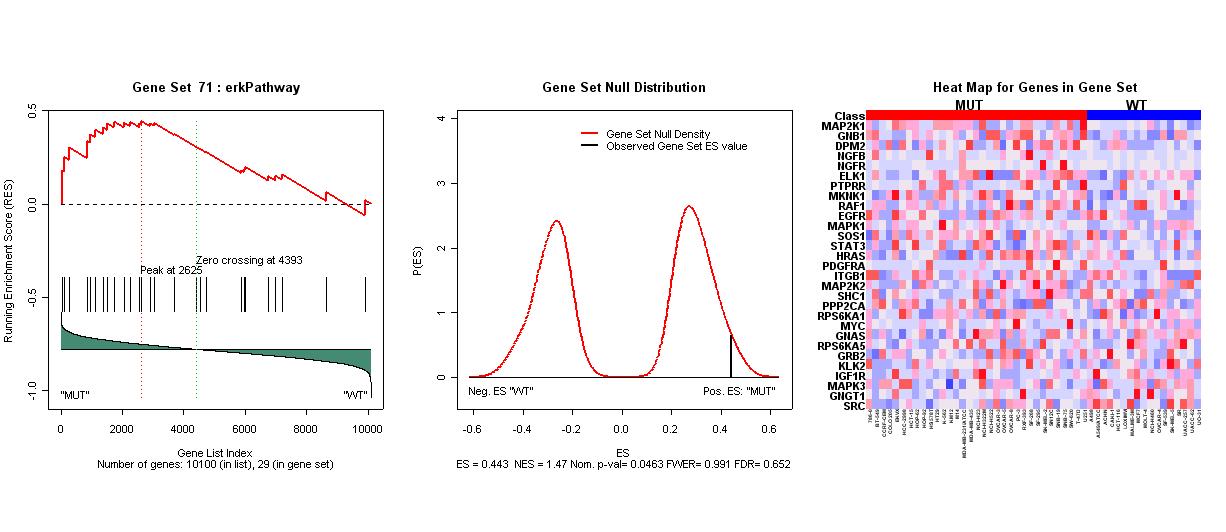 Gene Set 71 : erkPathway
Running Enrichment Score (RES)
0.5
0.0
-0.5
-1.0
Zero crossing at 4393
Peak at 2625
"MUT"
"WT"
0
2000
4000
6000
8000
10000
Gene List Index
Number of genes: 10100 (in list), 29 (in gene set)
Gene Set Null Distribution
P(ES)
4
3
2
1
0
Gene Set Null Density
Observed Gene Set ES value
Neg. ES "WT"
Pos. ES: "MUT"
-0.6
-0.4
-0.2
0.0
0.2
0.4
0.6
ES
ES = 0.443 NES = 1.47 Nom. p-val= 0.0463 FWER= 0.991 FDR= 0.652
Heat Map for Genes in Gene Set
MUT
WT
Class
MAP2K1
GNB1
DPM2
NGFB
NGFR
ELK1
PTPRR
MKNK1
RAF1
EGFR
MAPK1
SOS1
STAT3
HRAS
PDGFRA
ITGB1
MAP2K2
SHC1
PPP2CA
RPS6KA1
MYC
GNAS
RPS6KA5
GRB2
KLK2
IGF1R
MAPK3
GNGT1
SRC